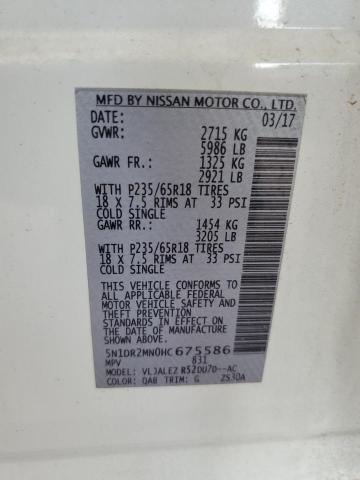 MFD BY NISSAN MOTOR CO., LTD.
DATE: 03/17
GVWR: 2715 KG
5986 LB
GAWR FR.: 1325 KG
2921 LB
WITH P235/65R18 TIRES
18 X 7.5 RIMS AT 33 PSI
COLD SINGLE
GAWR RR.: 1454 KG
3205 LB
WITH P235/65R18 TIRES
18 X 7.5 RIMS AT 33 PSI
COLD SINGLE
THIS VEHICLE CONFORMS TO
ALL APPLICABLE FEDERAL
MOTOR VEHICLE SAFETY AND
THEFT PREVENTION
STANDARDS IN EFFECT ON
THE DATE OF MANUFACTURE
SHOWN ABOVE.
5N1DR2MN0HC675586
MPV 831
MODEL: VLJALEZ R52DU7D--AC
COLOR: QAB TRIM: G ZS30A